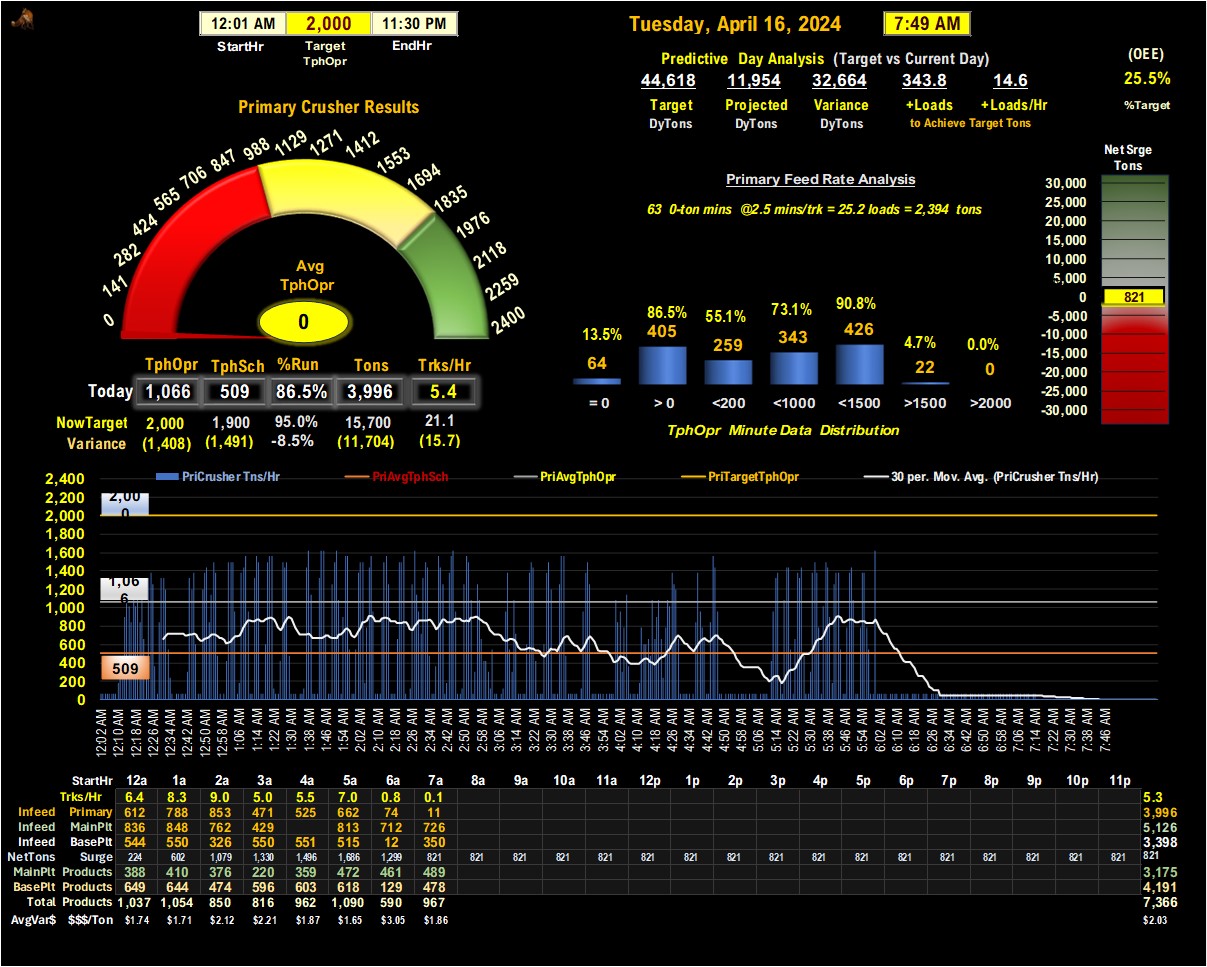 12:01 AM 2,000 11:30 PM
StartHr Target TphOpr EndHr
Tuesday, April 16, 2024 7:49 AM
Predictive Day Analysis (Target vs Current Day)
44,618 11,954 32,664 343.8 14.6
Target Projected Variance +Loads +Loads/Hr
DyTons DyTons DyTons to Achieve Target Tons
(OEE)
25.5%
%Target
Primary Crusher Results
0 141 282 424 565 706 847 988 1129 1271 1412 1553 1694 1835 1976 2118 2259 2400
Avg
TphOpr
0
TphOpr TphSch %Run Tons Trks/Hr
Today 1,066 509 86.5% 3,996 5.4
NowTarget 2,000 1,900 95.0% 15,700 21.1
Variance (1,408) (1,491) -8.5% (11,704) (15.7)
Primary Feed Rate Analysis
63 0-ton mins @2.5 mins/trk = 25.2 loads = 2,394 tons
13.5% 86.5% 55.1% 73.1% 90.8% 4.7% 0.0%
64 405 259 343 426 22 0
= 0 > 0 <200 <1000 <1500 >1500 >2000
TphOpr Minute Data Distribution
Net Srge
Tons
30,000
25,000
20,000
15,000
10,000
5,000
0 821
-5,000
-10,000
-15,000
-20,000
-25,000
-30,000
PriCrusher Tns/Hr PriAvgTphSch PriAvgTphOpr PriTargetTphOpr 30 per. Mov. Avg. (PriCrusher Tns/Hr)
2,400
2,200
2,000
1,800
1,600
1,400
1,200
1,000
800
600
400
200
0
2,00
0
1,06
6
509
12:02 AM 12:10 AM 12:18 AM 12:26 AM 12:34 AM 12:42 AM 12:50 AM 12:58 AM 1:06 AM 1:14 AM 1:22 AM 1:30 AM 1:38 AM 1:46 AM 1:54 AM 2:02 AM 2:10 AM 2:18 AM 2:26 AM 2:34 AM 2:42 AM 2:50 AM 2:58 AM 3:06 AM 3:14 AM 3:22 AM 3:30 AM 3:38 AM 3:46 AM 3:54 AM 4:02 AM 4:10 AM 4:18 AM 4:26 AM 4:34 AM 4:42 AM 4:50 AM 4:58 AM 5:06 AM 5:14 AM 5:22 AM 5:30 AM 5:38 AM 5:46 AM 5:54 AM 6:02 AM 6:10 AM 6:18 AM 6:26 AM 6:34 AM 6:42 AM 6:50 AM 6:58 AM 7:06 AM 7:14 AM 7:22 AM 7:30 AM 7:38 AM 7:46 AM
StartHr 12a 1a 2a 3a 4a 5a 6a 7a 8a 9a 10a 11a 12p 1p 2p 3p 4p 5p 6p 7p 8p 9p 10p 11p
Trks/Hr 6.4 8.3 9.0 5.0 5.5 7.0 0.8 0.1 5.3
Infeed Primary 612 788 853 471 525 662 74 11 3,996
Infeed MainPlt 836 848 762 429 813 712 726 5,126
Infeed BasePlt 544 550 326 550 551 515 12 350 3,398
NetTons Surge 224 602 1,079 1,330 1,496 1,686 1,299 821 821 821 821 821 821 821 821 821 821 821 821 821 821 821 821 821 821
MainPlt Products 388 410 376 220 359 472 461 489 3,175
BasePlt Products 649 644 474 596 603 618 129 478 4,191
Total Products 1,037 1,054 850 816 962 1,090 590 967 7,366
AvgVar$ $$$/Ton $1.74 $1.71 $2.12 $2.21 $1.87 $1.65 $3.05 $1.86 $2.03